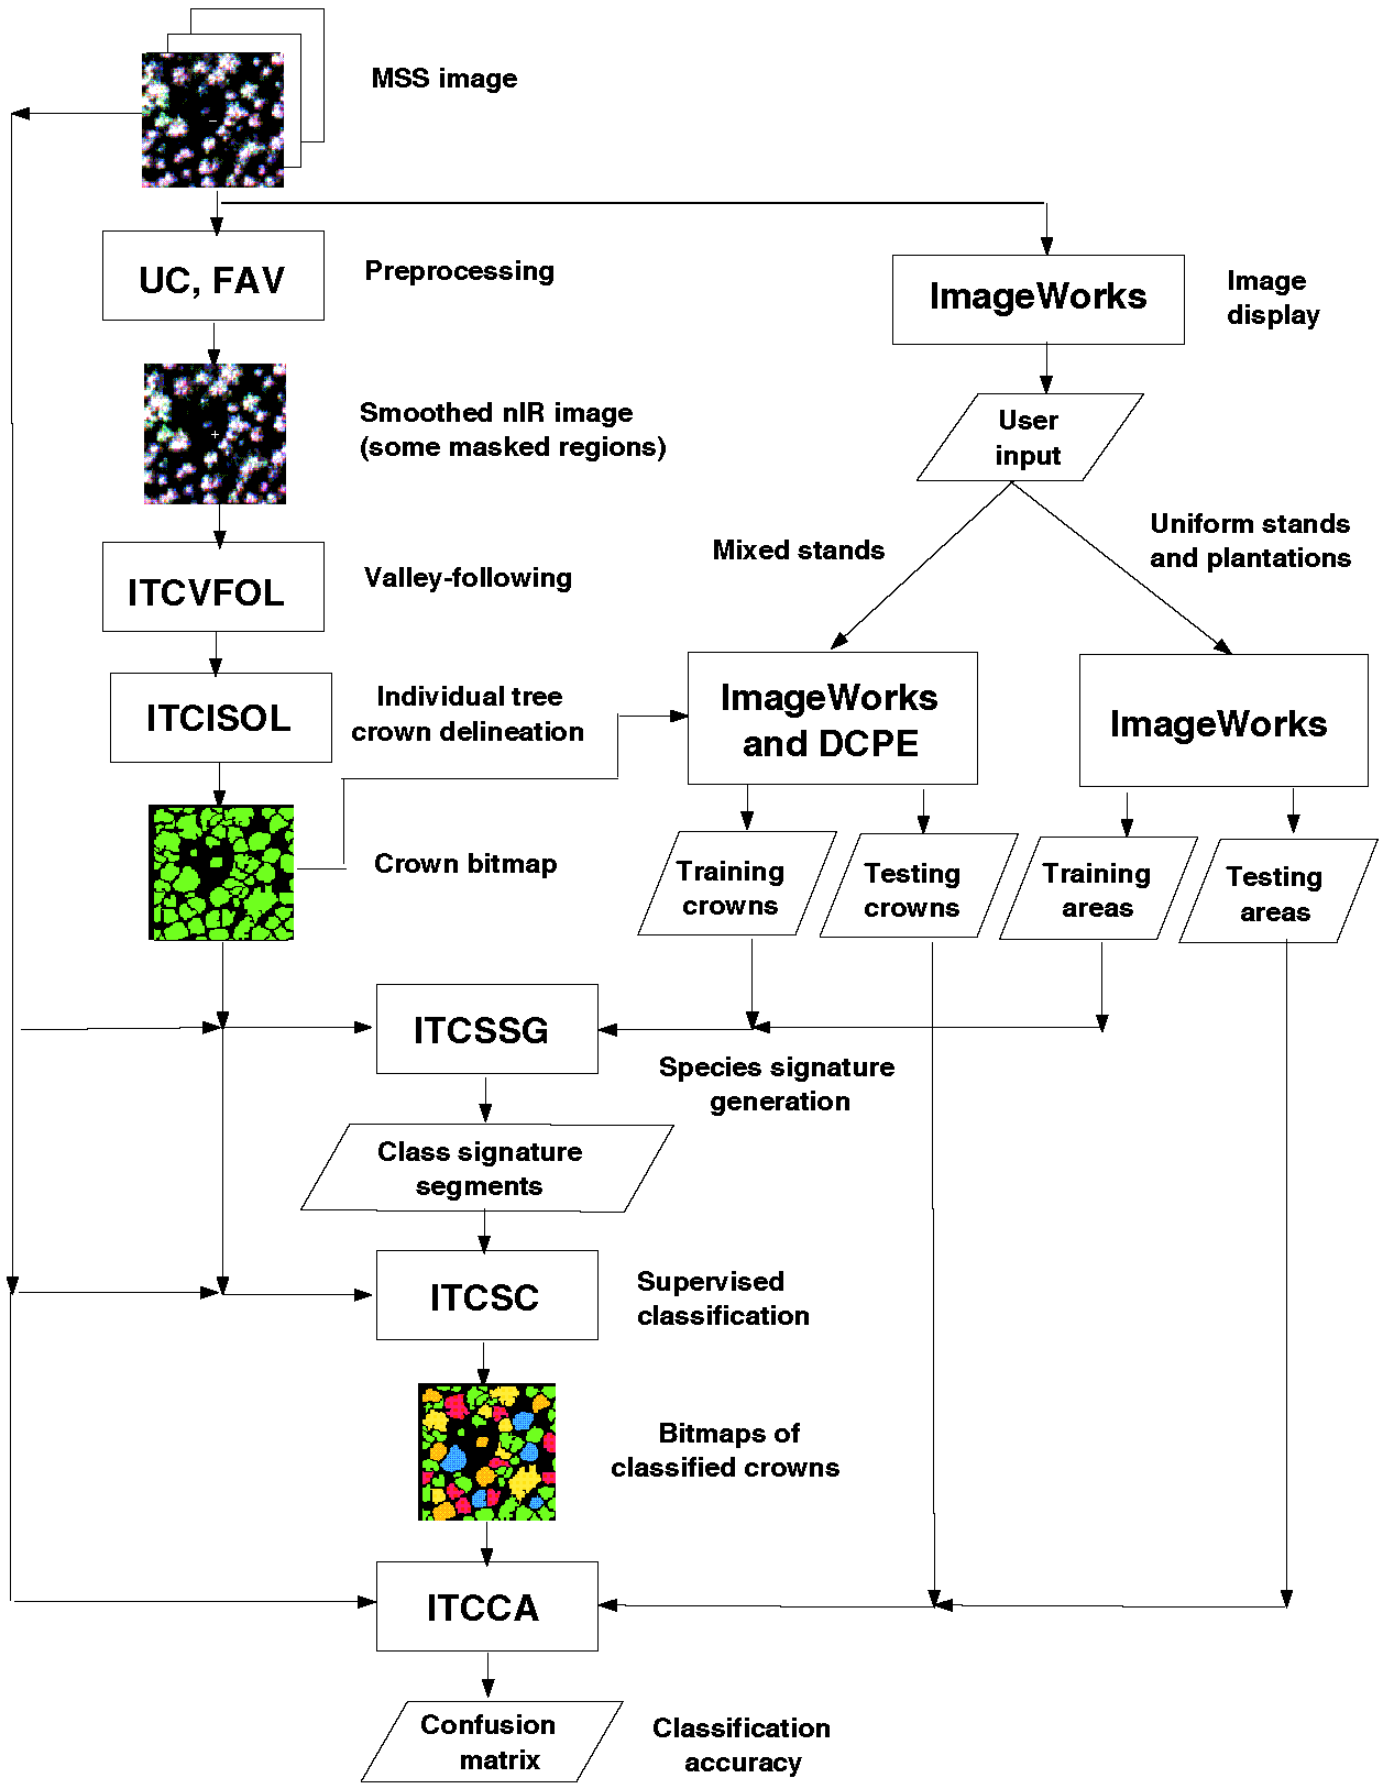 MSS image
UC, FAV
Preprocessing
ImageWorks
Image
display
Smoothed nIR image
(some masked regions)
User
input
Mixed stands
Uniform stands
and plantations
ITCVFOL
Valley-following
ITCISOL
Individual tree
crown delineation
ImageWorks
and DCPE
ImageWorks
Crown bitmap
Training
crowns
Testing
crowns
Training
areas
Testing
areas
ITCSSG
Species signature
generation
Class signature
segments
ITCSC
Supervised
classification
Bitmaps of
classified crowns
ITCCA
Confusion
matrix
Classification
accuracy